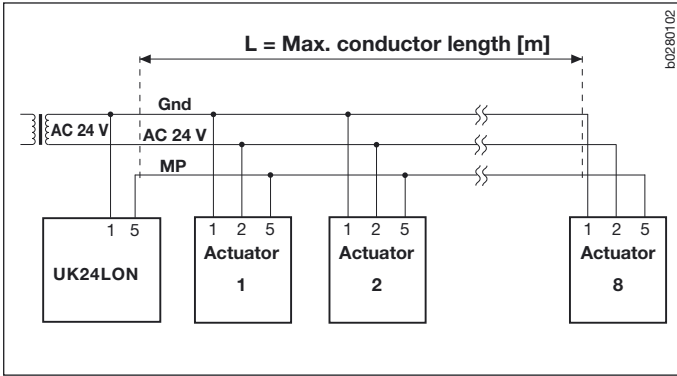 L = Max. conductor length [m]
b0280102
Gnd
AC 24 V
AC 24 V
MP
1 5
UK24LON
1 2 5
Actuator
1
1 2 5
Actuator
2
1 2 5
Actuator
8